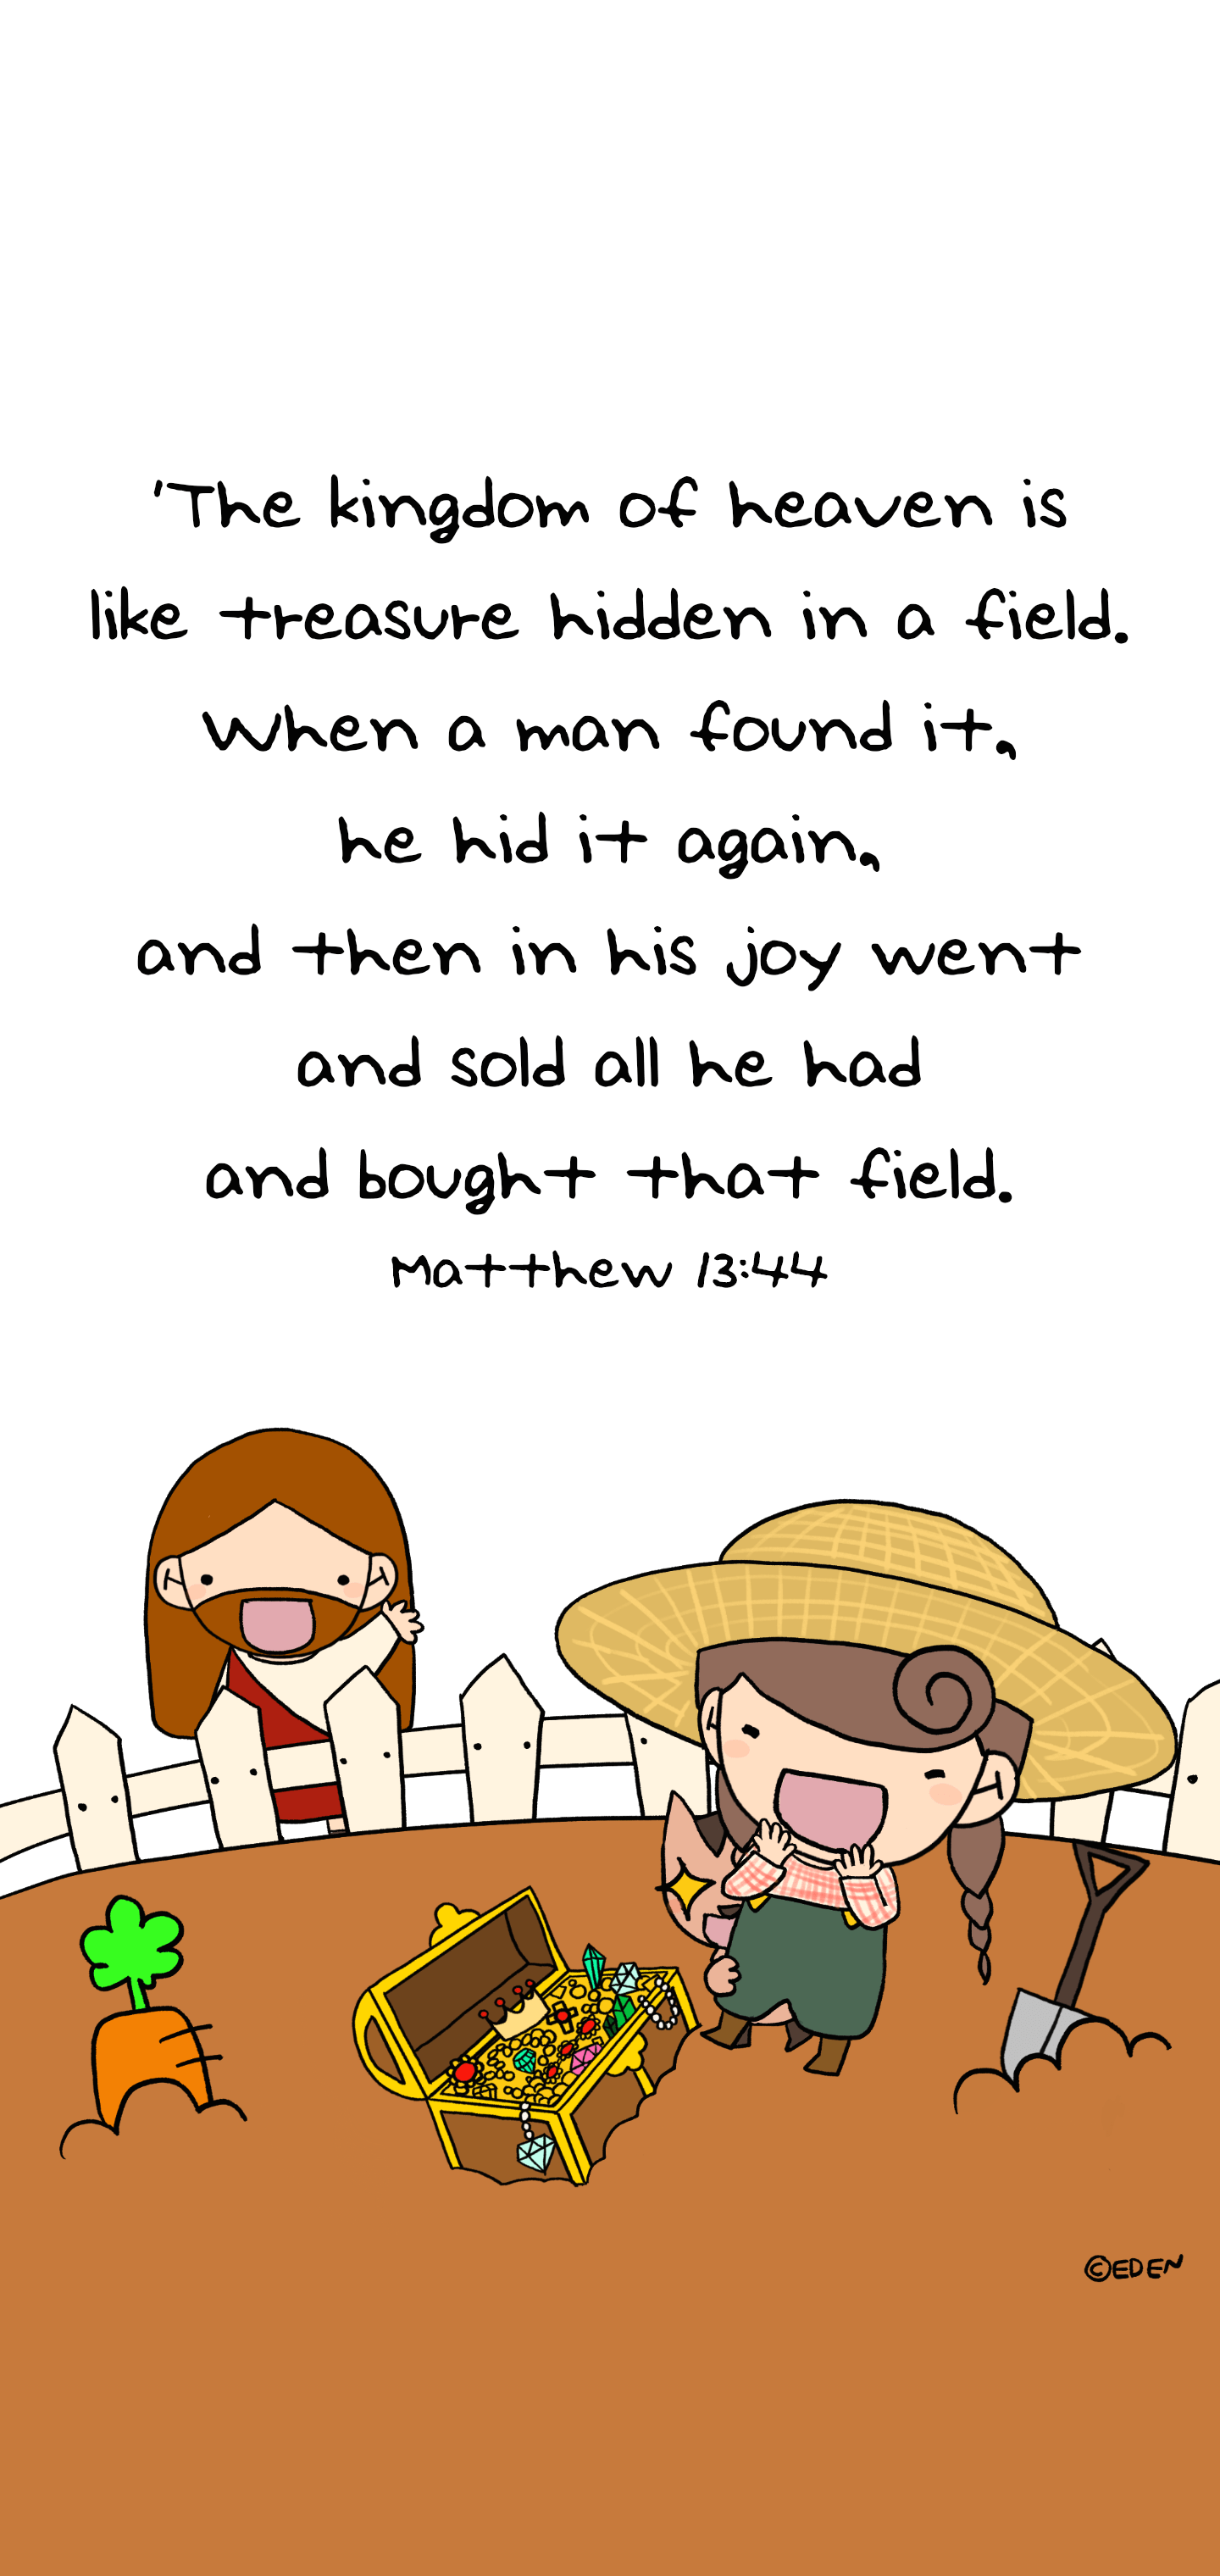 'The kingdom of heaven is
like treasure hidden in a field.
When a man found it,
he hid it again,
and then in his joy went
and sold all he had
and bought that field.
Matthew 13:44
©EDEN